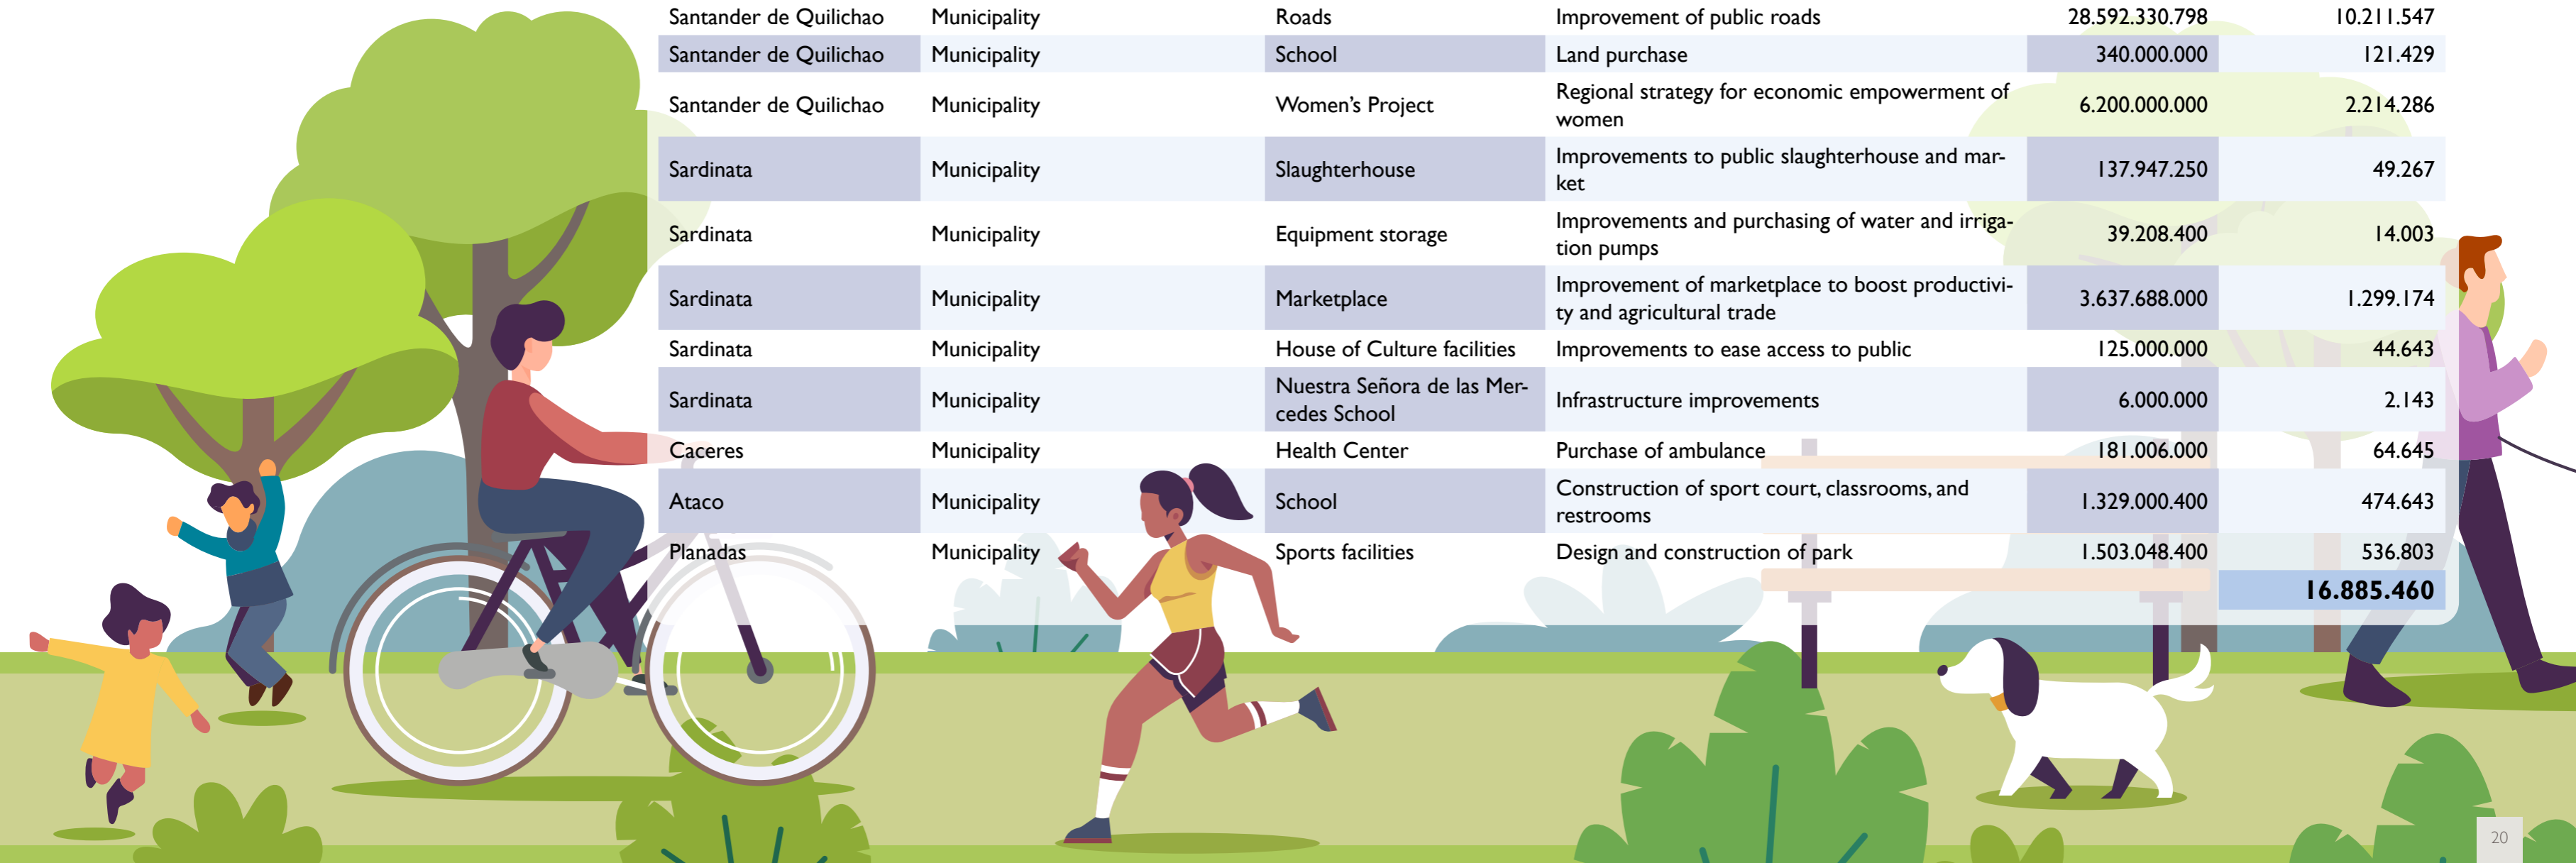 Santander de Quilichao Municipality Roads Improvement of public roads 28.592.330.798 10.211.547
Santander de Quilichao Municipality School Land purchase 340.000.000 121.429
Santander de Quilichao Municipality Women's Project Regional strategy for economic empowerment of
women 6.200.000.000 2.214.286
Sardinata Municipality Slaughterhouse Improvements to public slaughterhouse and mar-
ket 137.947.250 49.267
Sardinata Municipality Equipment storage Improvements and purchasing of water and irriga-
tion pumps 39.208.400 14.003
Sardinata Municipality Marketplace Improvement of marketplace to boost productivi-
ty and agricultural trade 3.637.688.000 1.299.174
Sardinata Municipality House of Culture facilities Improvements to ease access to public 125.000.000 44.643
Sardinata Municipality Nuestra Señora de las Mer-
cedes School Infrastructure improvements 6.000.000 2.143
Caceres Municipality Health Center Purchase of ambulance 181.006.000 64.645
Ataco Municipality School Construction of sport court, classrooms, and
restrooms 1.329.000.400 474.643
Planadas Municipality Sports facilities Design and construction of park 1.503.048.400 536.803
16.885.460
20